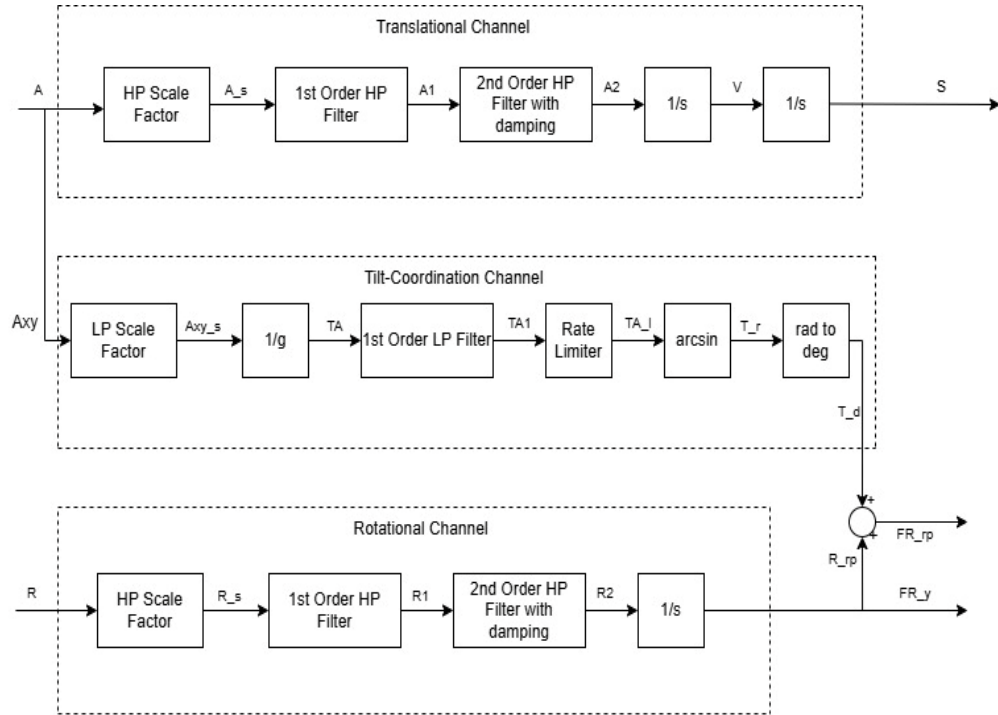 Translational Channel
A
HP Scale
Factor
A_s
1st Order HP
Filter
A1
2nd Order HP
Filter with
damping
A2
1/s
V
1/s
S
Tilt-Coordination Channel
Axy
LP Scale
Factor
Axy_s
1/g
TA
1st Order LP Filter
TA1
Rate
Limiter
TA_l
arcsin
T_r
rad to
deg
T_d
+
+
FR_rp
R_rp
Rotational Channel
R
HP Scale
Factor
R_s
1st Order HP
Filter
R1
2nd Order HP
Filter with
damping
R2
1/s
FR_y